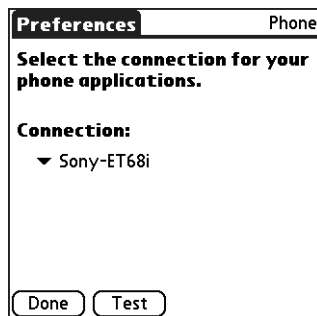 Preferences Phone
Select the connection for your
phone applications.
Connection:
Sony-ET68i
Done Test